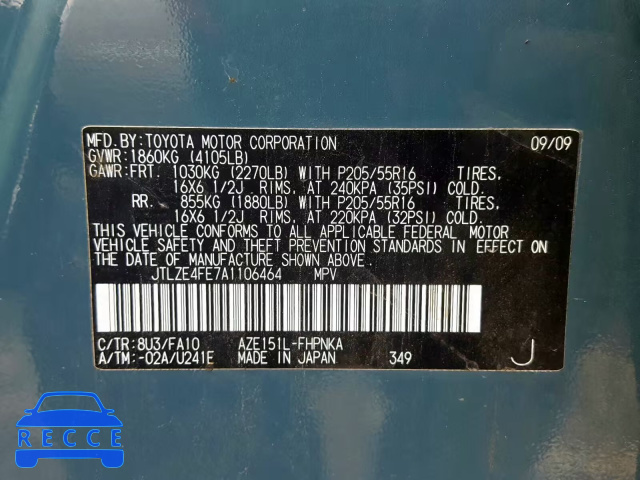 MFD. BY: TOYOTA MOTOR CORPORATION 09/09
GVWR: 1860KG (4105LB)
GAWR: FRT. 1030KG (2270LB) WITH P205/55R16 TIRES,
16X6 1/2J RIMS, AT 240KPA (35PSI) COLD.
RR. 855KG (1880LB) WITH P205/55R16 TIRES,
16X6 1/2J RIMS, AT 220KPA (32PSI) COLD.
THIS VEHICLE CONFORMS TO ALL APPLICABLE FEDERAL MOTOR
VEHICLE SAFETY AND THEFT PREVENTION STANDARDS IN EFFECT
ON THE DATE OF MANUFACTURE SHOWN ABOVE.
JTLZE4FE7A1106464 MPV
C/TR: 8U3/FA10 AZE151L-FHPNKA
A/TM: -02A/U241E MADE IN JAPAN 349 J
RECCE